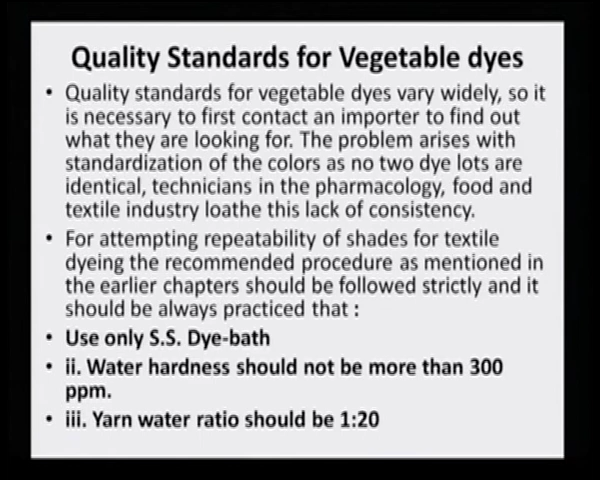 Quality Standards for Vegetable dyes
• Quality standards for vegetable dyes vary widely, so it
is necessary to first contact an importer to find out
what they are looking for. The problem arises with
standardization of the colors as no two dye lots are
identical, technicians in the pharmacology, food and
textile industry loathe this lack of consistency.
• For attempting repeatability of shades for textile
dyeing the recommended procedure as mentioned in
the earlier chapters should be followed strictly and it
should be always practiced that :
• Use only S.S. Dye-bath
• ii. Water hardness should not be more than 300
ppm.
• iii. Yarn water ratio should be 1:20